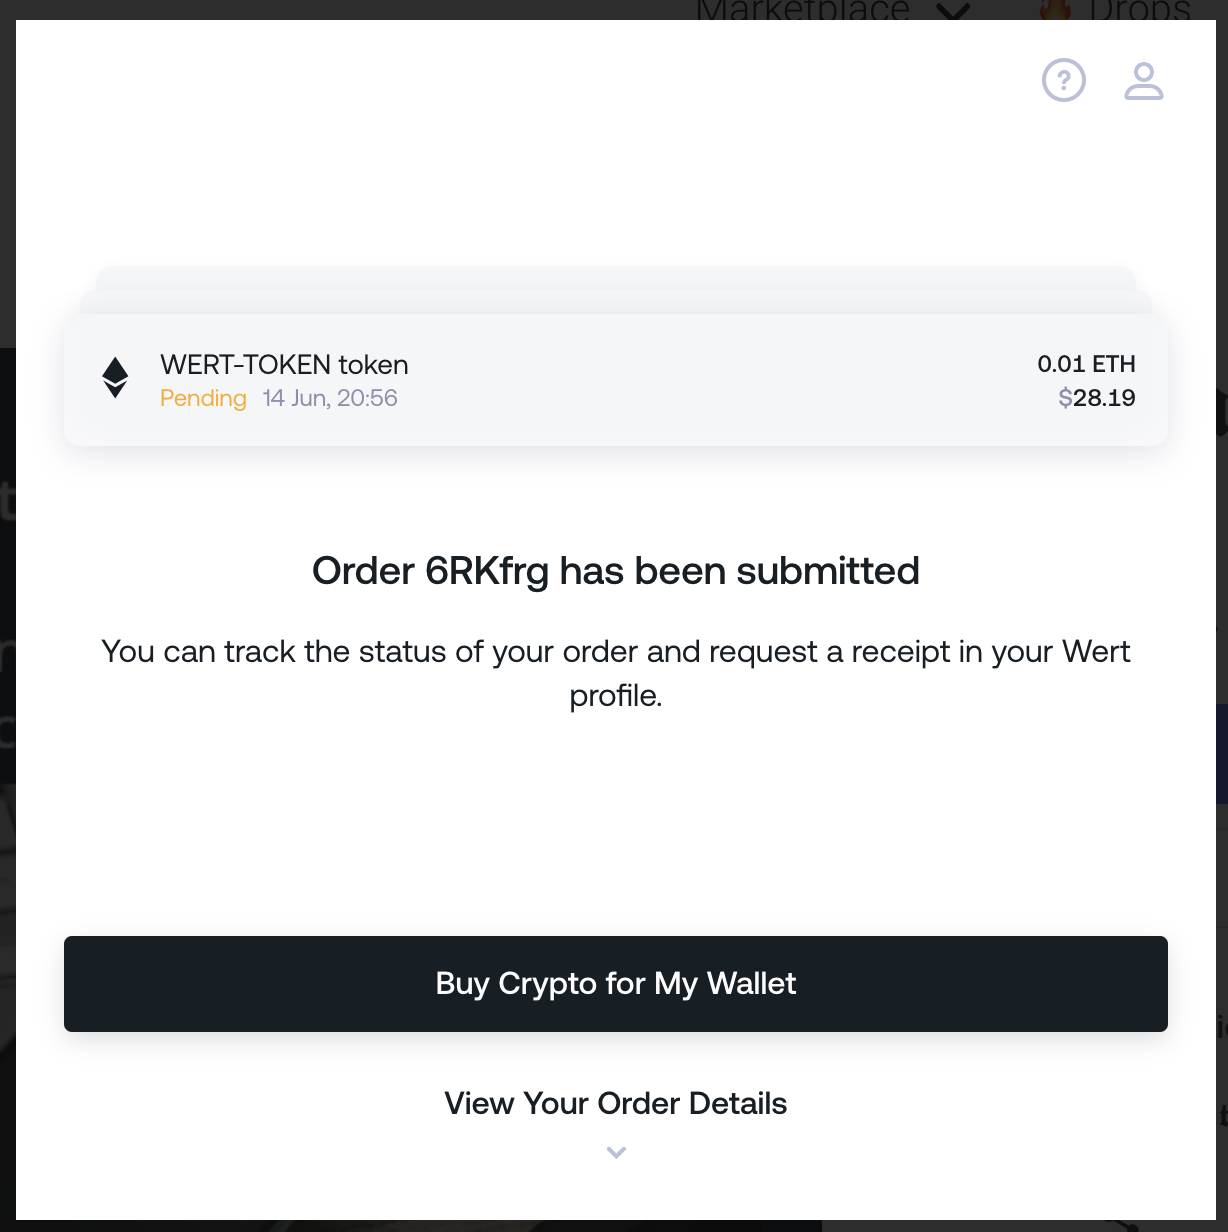 Marketplace
Drops
WERT-TOKEN token
0.01 ETH
Pending 14 Jun, 20:56
$28.19
Order 6RKfrg has been submitted
You can track the status of your order and request a receipt in your Wert
profile.
Buy Crypto for My Wallet
View Your Order Details